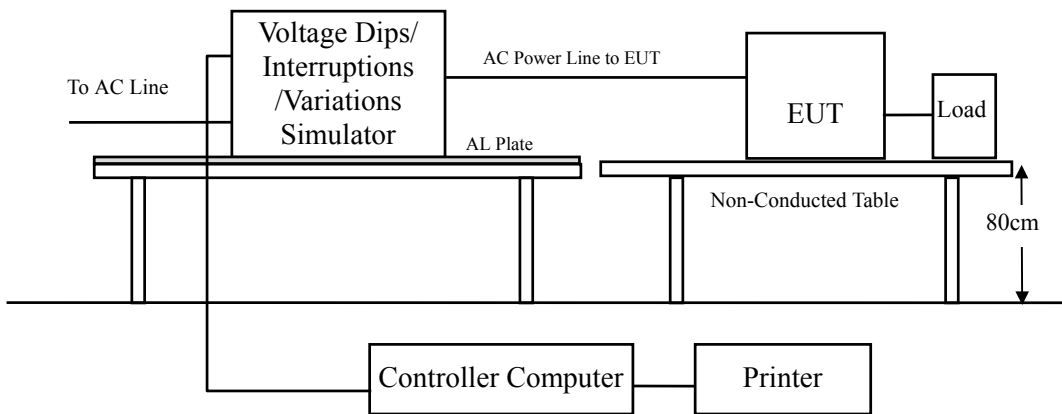 Voltage Dips/
Interruptions
/Variations
Simulator
To AC Line
AC Power Line to EUT
EUT
Load
AL Plate
Non-Conducted Table
80cm
Controller Computer
Printer